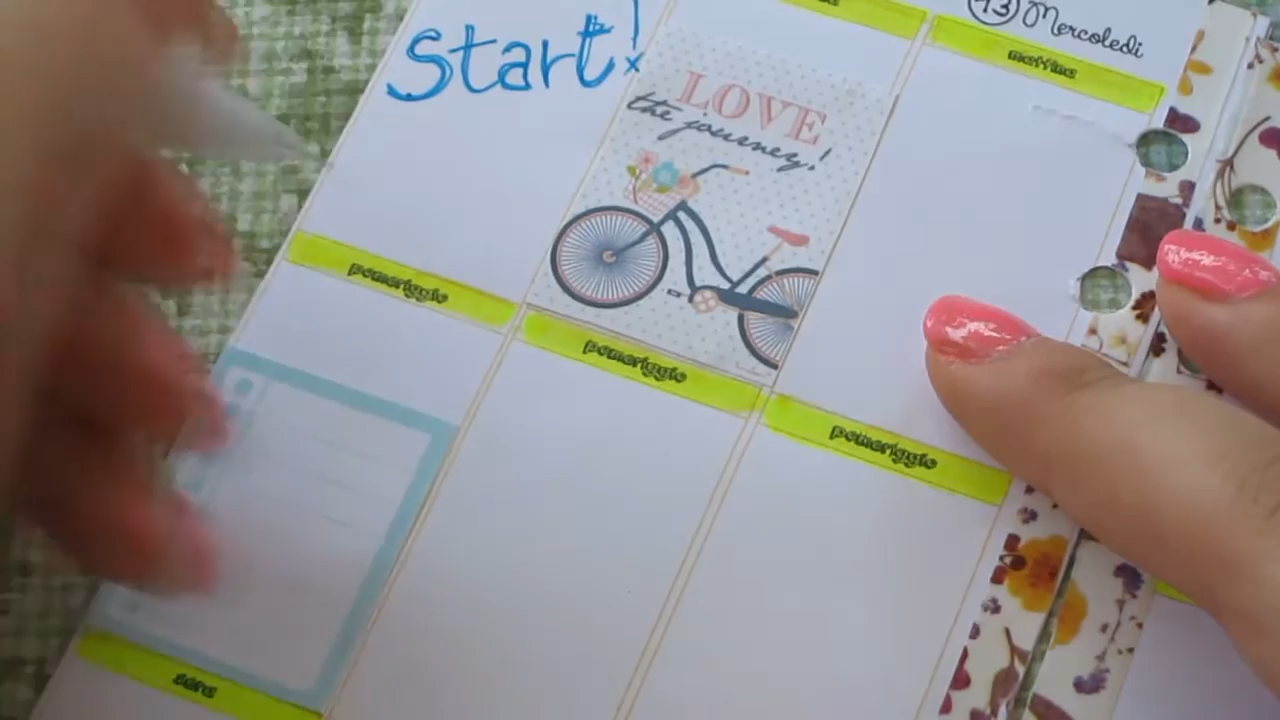 13 Mercoledì
mattina
Start!
LOVE
the journey!
pomeriggio
pomeriggio
pomeriggio
sera